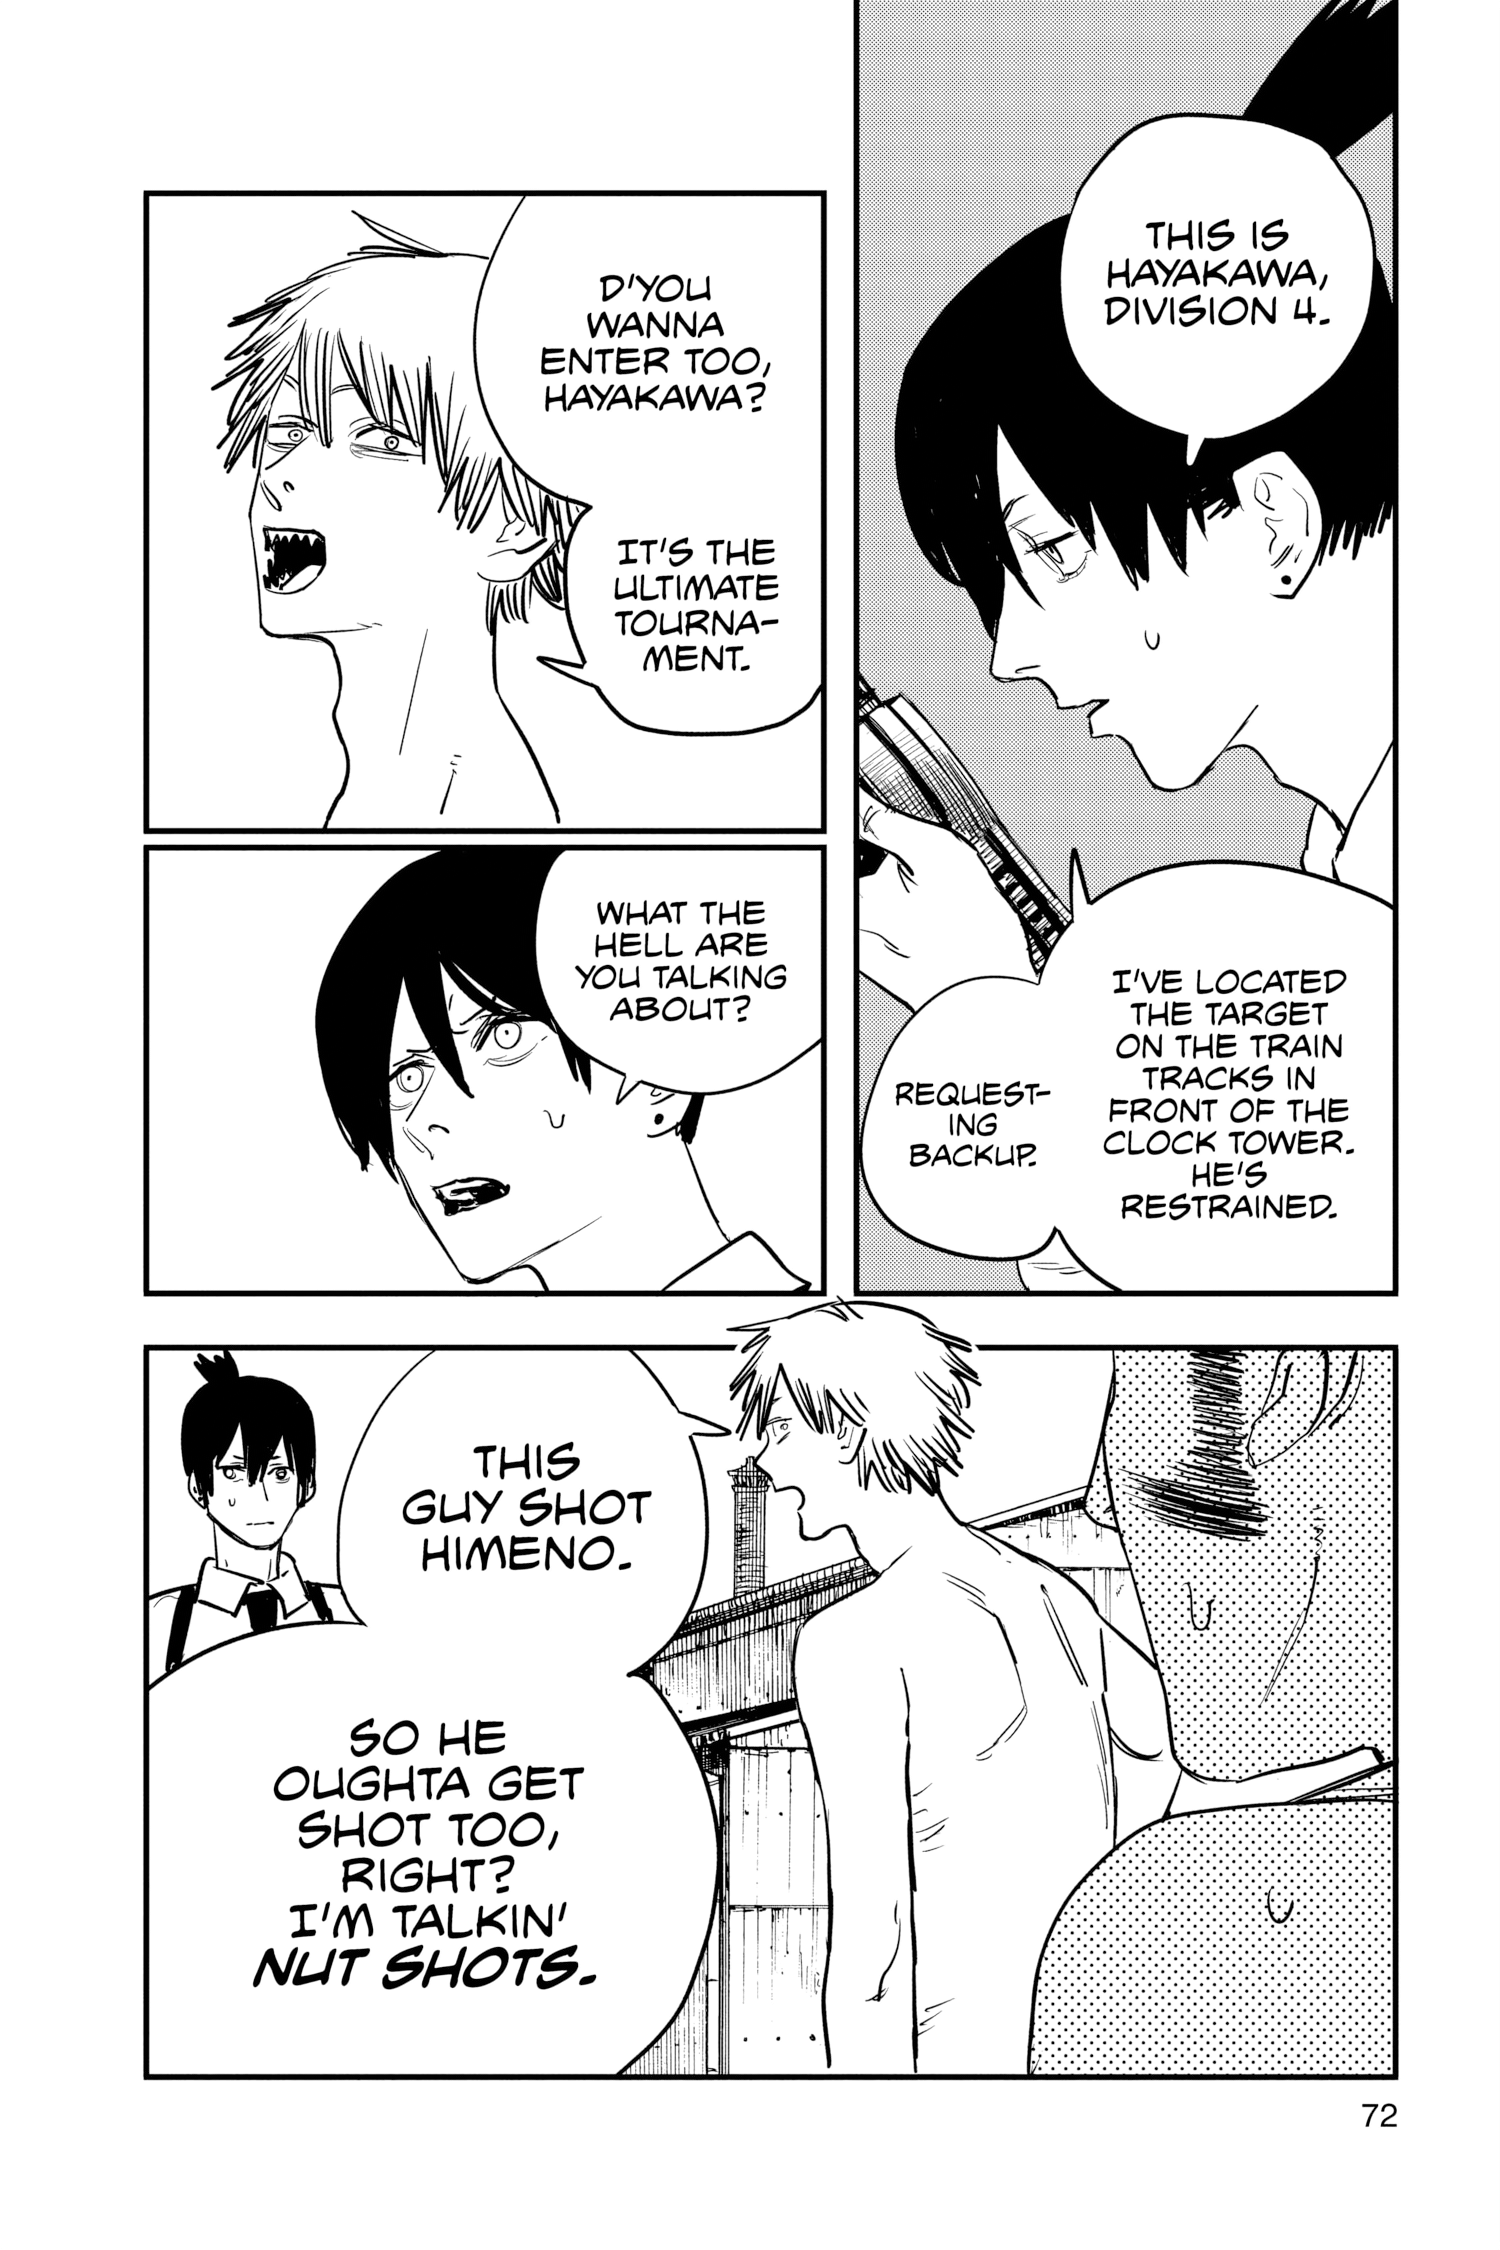 THIS IS
HAYAKAWA,
DIVISION 4.
I'VE LOCATED
THE TARGET
ON THE TRAIN
TRACKS IN
FRONT OF THE
CLOCK TOWER.
HE'S
RESTRAINED.
REQUEST-
ING
BACKUP.
D'YOU
WANNA
ENTER TOO,
HAYAKAWA?
IT'S THE
ULTIMATE
TOURNA-
MENT.
WHAT THE
HELL ARE
YOU TALKING
ABOUT?
THIS
GUY SHOT
HIMENO.
SO HE
OUGHTA GET
SHOT TOO,
RIGHT?
I'M TALKIN'
NUT SHOTS.
72